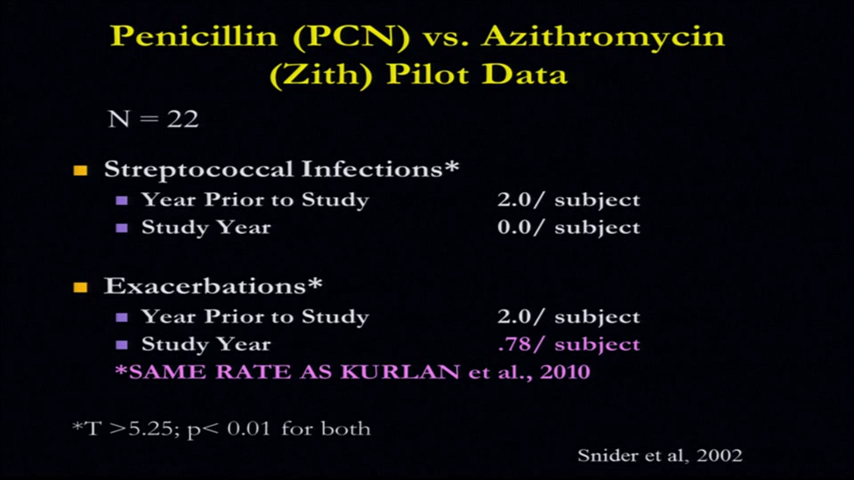 Penicillin (PCN) vs. Azithromycin
(Zith) Pilot Data
N = 22
Streptococcal Infections*
Year Prior to Study 2.0/ subject
Study Year 0.0/ subject
Exacerbations*
Year Prior to Study 2.0/ subject
Study Year .78/ subject
*SAME RATE AS KURLAN et al., 2010
*T >5.25; p< 0.01 for both
Snider et al, 2002